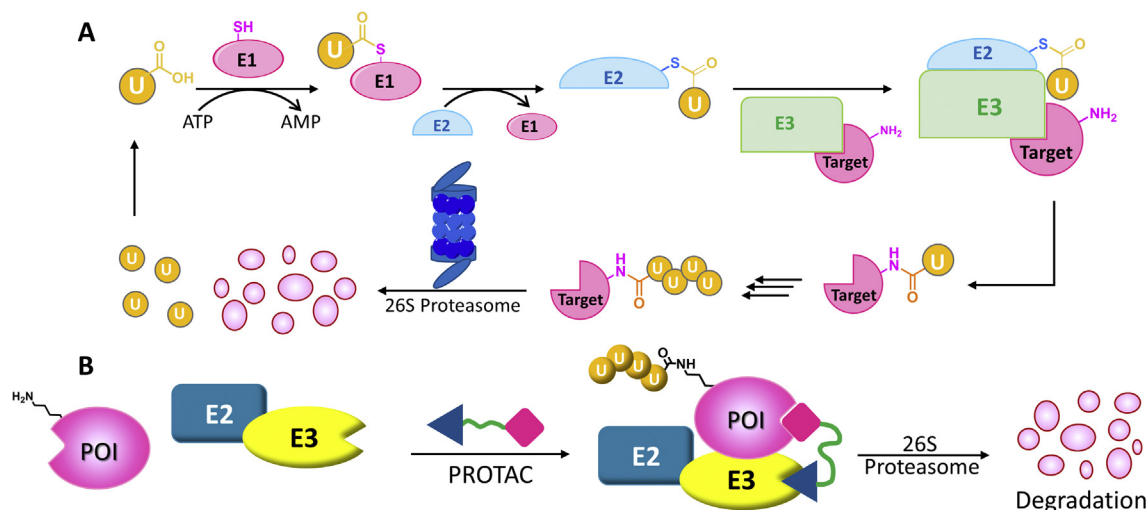 A
SH
E1
U
O
OH
ATP
AMP
U
O
S
E1
E2
E1
E2
S
O
U
E3
Target
NH2
E2
S
O
U
E3
NH2
Target
U
U
U
U
26S Proteasome
Target
H
N
O
U
U
U
U
Target
H
N
O
U
B
H2N
POI
E2
E3
PROTAC
U
U
U
U
O
NH
POI
E2
E3
26S
Proteasome
Degradation